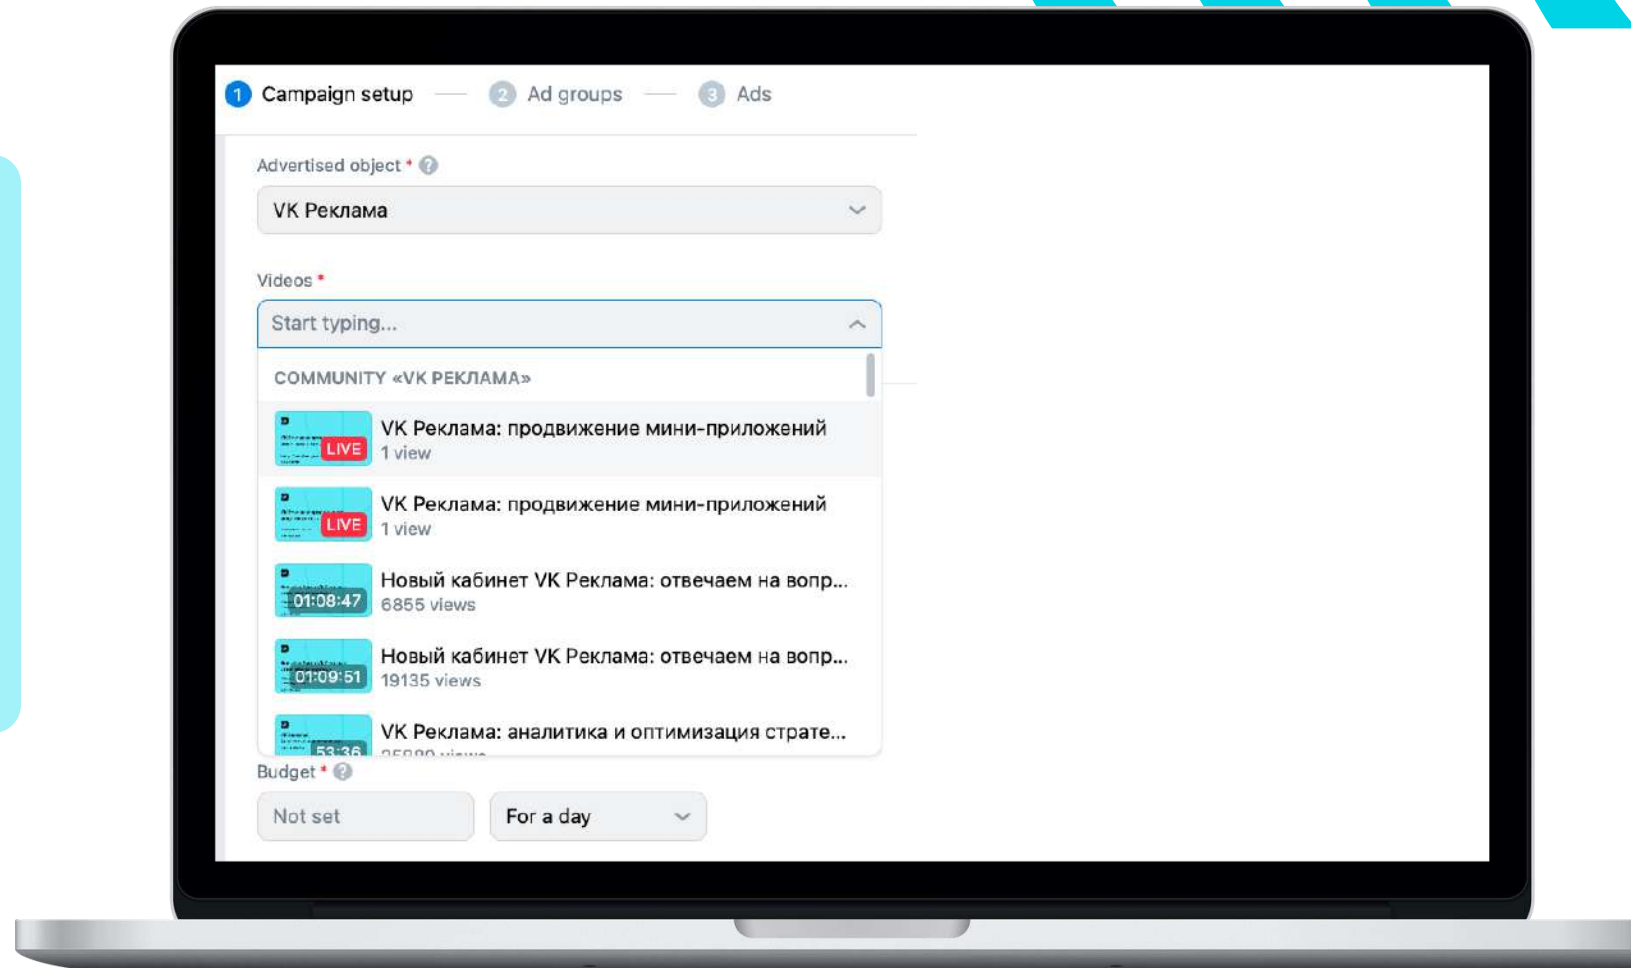 1 Campaign setup — 2 Ad groups — 3 Ads
Advertised object * ?
VK Реклама
Videos *
Start typing...
COMMUNITY «VK РЕКЛАМА»
VK Реклама: продвижение мини-приложений
LIVE
1 view
VK Реклама: продвижение мини-приложений
LIVE
1 view
Новый кабинет VK Реклама: отвечаем на вопр...
01:08:47
6855 views
Новый кабинет VK Реклама: отвечаем на вопр...
01:09:51
19135 views
VK Реклама: аналитика и оптимизация страте...
53:36
views
Budget * ?
Not set
For a day